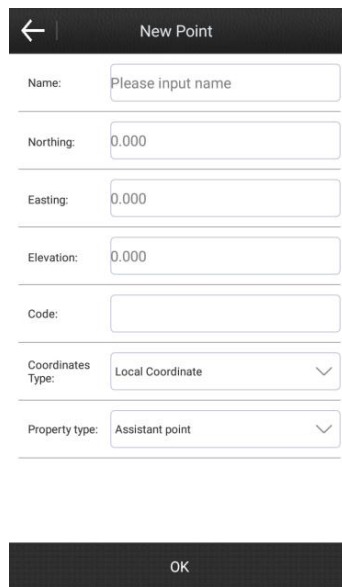 New Point
Name: Please input name
Northing: 0.000
Easting: 0.000
Elevation: 0.000
Code:
Coordinates
Type: Local Coordinate
Property type: Assistant point
OK